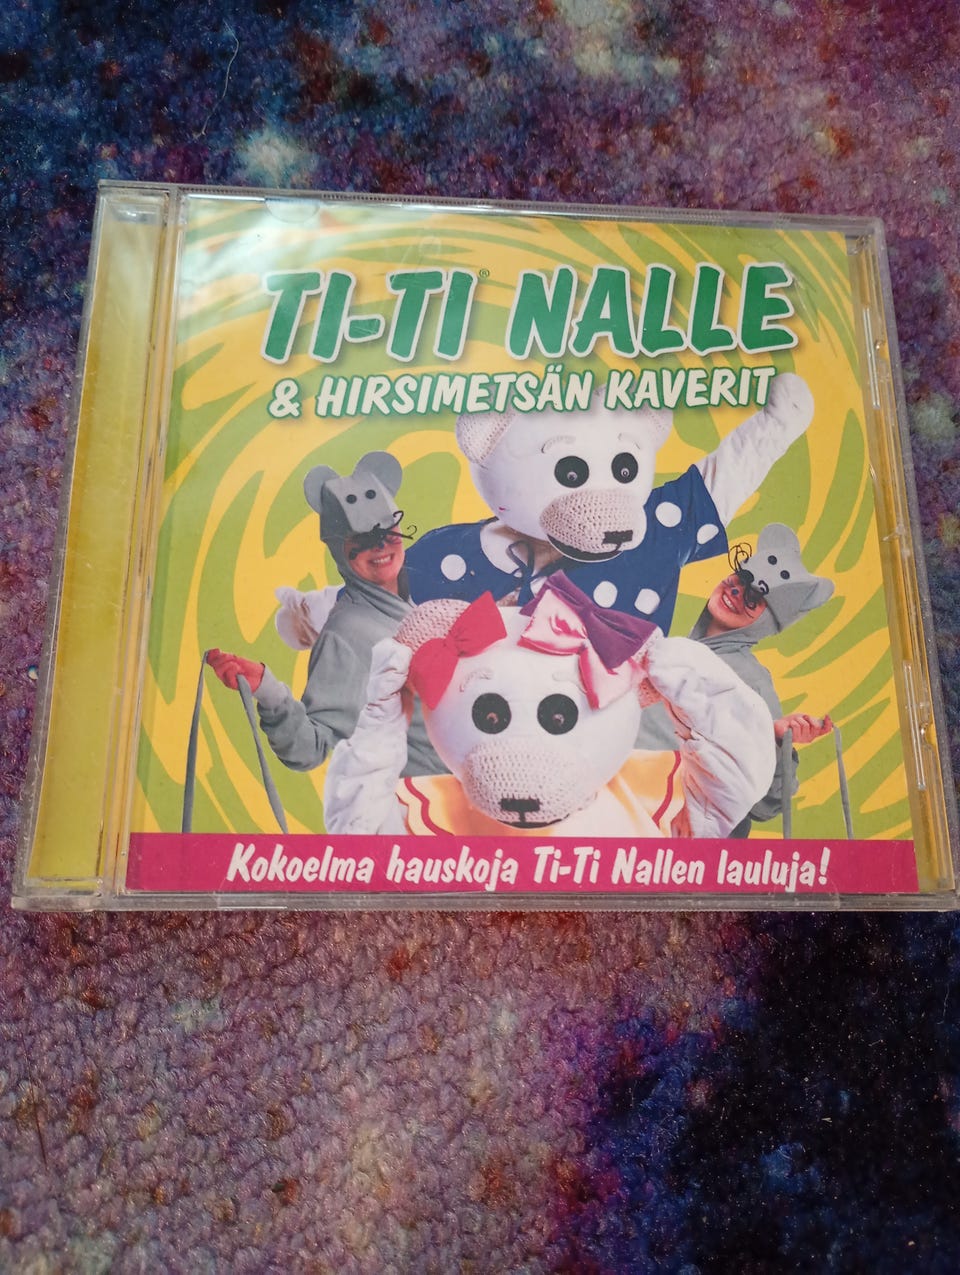 TI-TI® NALLE
& HIRSIMETSÄN KAVERIT
Kokoelma hauskoja Ti-Ti Nallen lauluja!